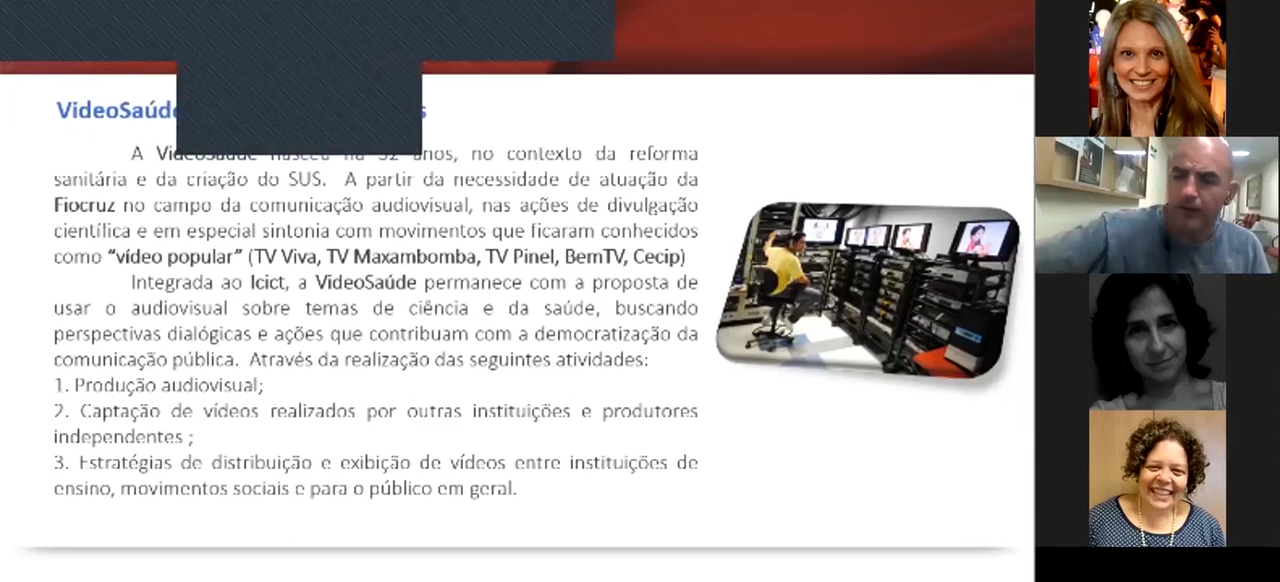 VideoSaúde
A VideoSaúde nasceu há 32 anos, no contexto da reforma
sanitária e da criação do SUS. A partir da necessidade de atuação da
Fiocruz no campo da comunicação audiovisual, nas ações de divulgação
científica e em especial sintonia com movimentos que ficaram conhecidos
como “vídeo popular” (TV Viva, TV Maxambomba, TV Pinel, BemTV, Cecip)
Integrada ao Icict, a VideoSaúde permanece com a proposta de
usar o audiovisual sobre temas de ciência e da saúde, buscando
perspectivas dialógicas e ações que contribuam com a democratização da
comunicação pública. Através da realização das seguintes atividades:
1. Produção audiovisual;
2. Captação de vídeos realizados por outras instituições e produtores
independentes ;
3. Estratégias de distribuição e exibição de vídeos entre instituições de
ensino, movimentos sociais e para o público em geral.